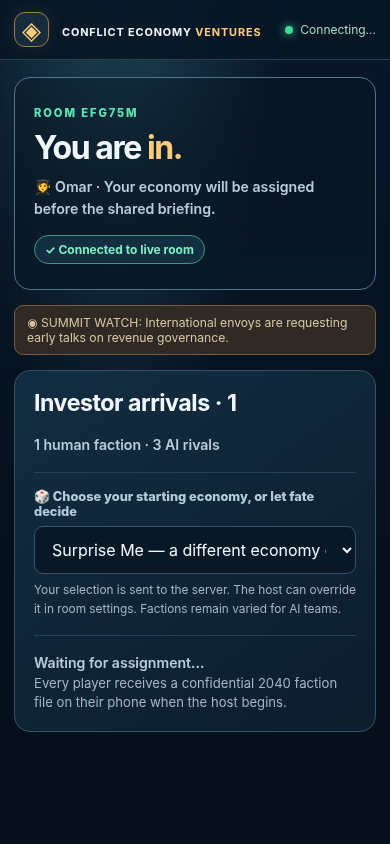 CONFLICT ECONOMY VENTURES
Connecting...
ROOM EFG75M
You are in.
🧑‍🎓 Omar · Your economy will be assigned
before the shared briefing.
✓ Connected to live room
◉ SUMMIT WATCH: International envoys are requesting
early talks on revenue governance.
Investor arrivals · 1
1 human faction · 3 AI rivals
🎲 Choose your starting economy, or let fate
decide
Surprise Me — a different economy
Your selection is sent to the server. The host can override
it in room settings. Factions remain varied for AI teams.
Waiting for assignment...
Every player receives a confidential 2040 faction
file on their phone when the host begins.